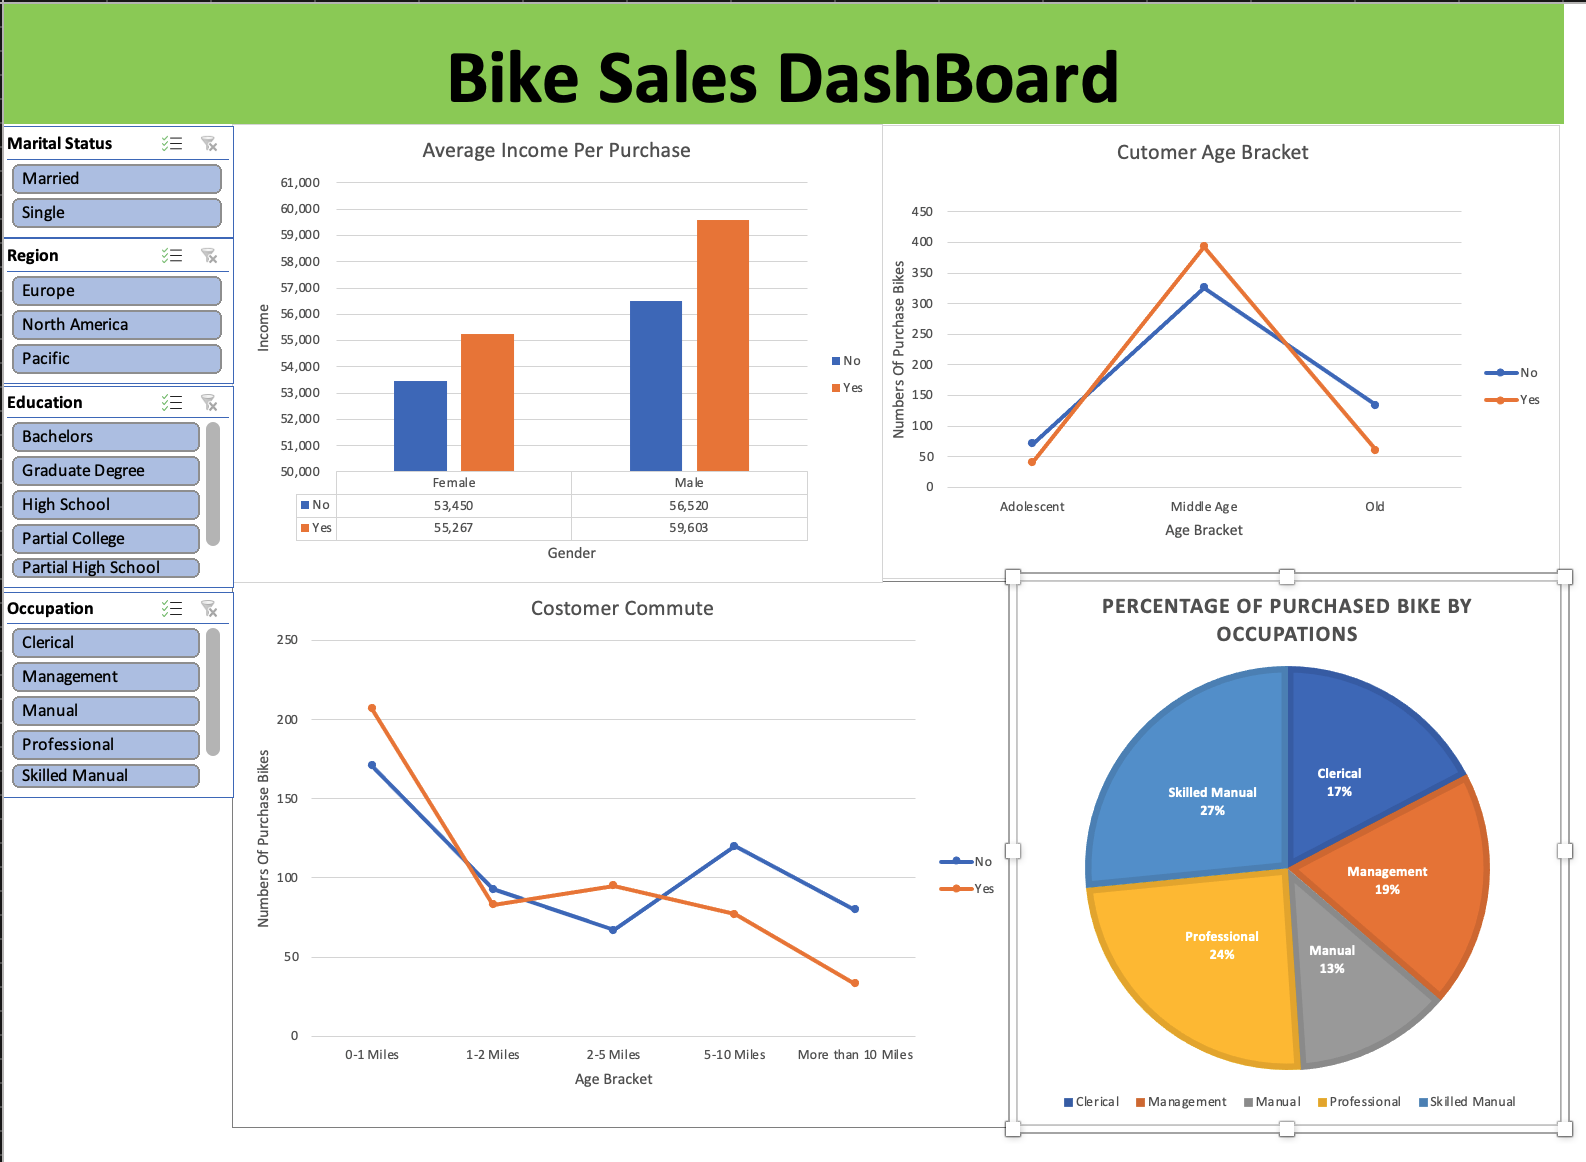 Bike Sales DashBoard
Marital Status
Married
Single
Region
Europe
North America
Pacific
Education
Bachelors
Graduate Degree
High School
Partial College
Partial High School
Occupation
Clerical
Management
Manual
Professional
Skilled Manual
Average Income Per Purchase
61,000
60,000
59,000
58,000
57,000
56,000
55,000
54,000
53,000
52,000
51,000
50,000
Income
Female Male
No 53,450 56,520
Yes 55,267 59,603
Gender
No
Yes
Cutomer Age Bracket
450
400
350
300
250
200
150
100
50
0
Numbers Of Purchase Bikes
Adolescent Middle Age Old
Age Bracket
No
Yes
Costomer Commute
250
200
150
100
50
0
Numbers Of Purchase Bikes
0-1 Miles 1-2 Miles 2-5 Miles 5-10 Miles More than 10 Miles
Age Bracket
No
Yes
PERCENTAGE OF PURCHASED BIKE BY
OCCUPATIONS
Clerical
17%
Management
19%
Manual
13%
Professional
24%
Skilled Manual
27%
Clerical Management Manual Professional Skilled Manual